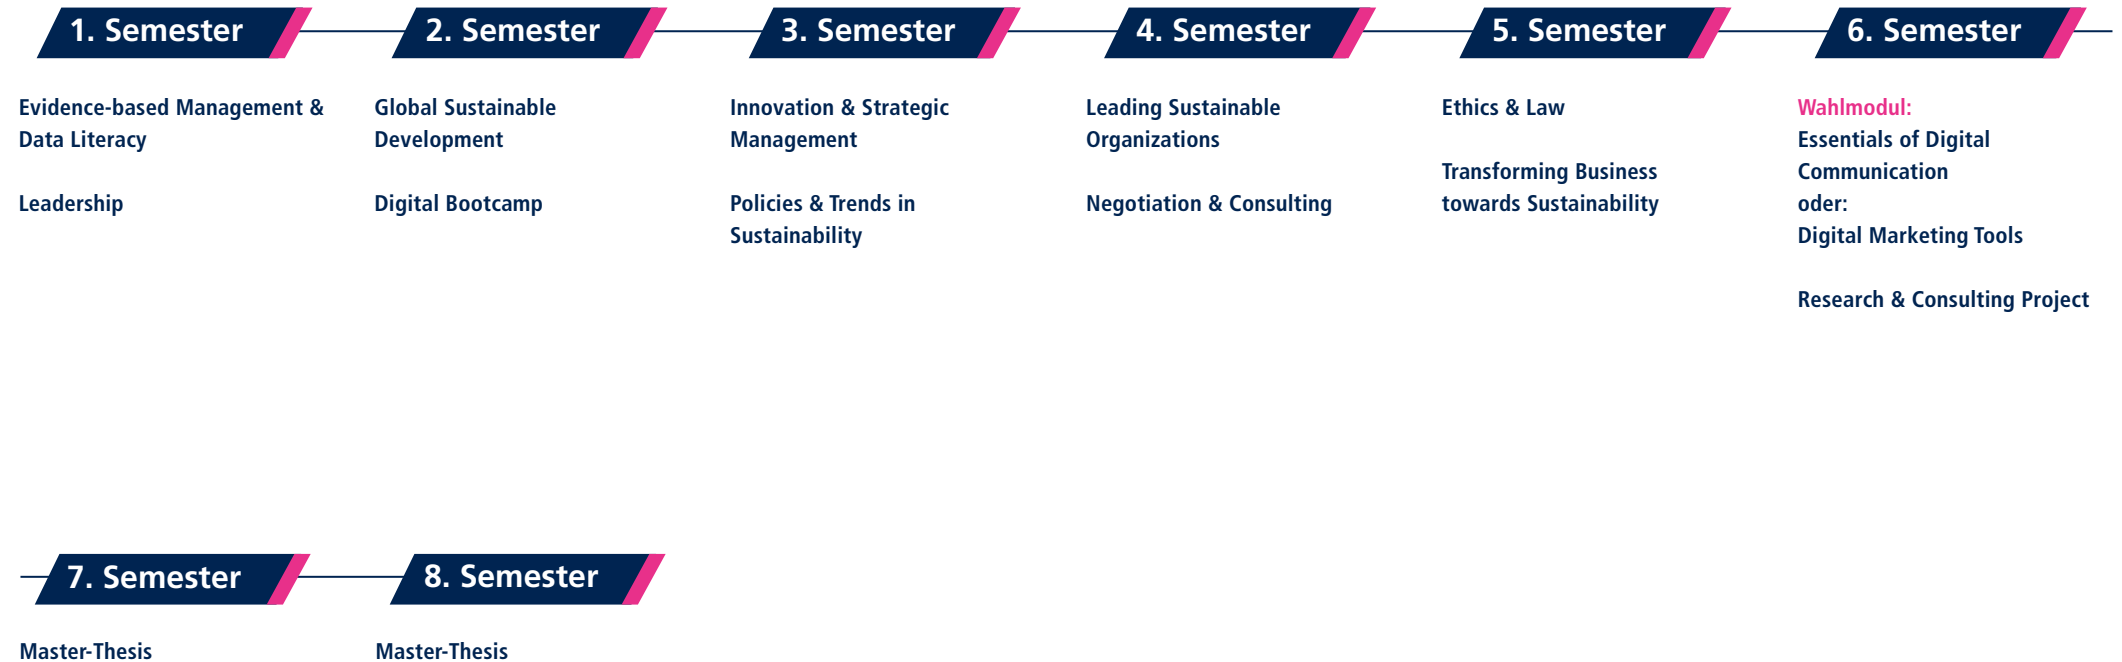 1. Semester
Evidence-based Management &
Data Literacy
Leadership
2. Semester
Global Sustainable
Development
Digital Bootcamp
3. Semester
Innovation & Strategic
Management
Policies & Trends in
Sustainability
4. Semester
Leading Sustainable
Organizations
Negotiation & Consulting
5. Semester
Ethics & Law
Transforming Business
towards Sustainability
6. Semester
Wahlmodul:
Essentials of Digital
Communication
oder:
Digital Marketing Tools
Research & Consulting Project
7. Semester
Master-Thesis
8. Semester
Master-Thesis